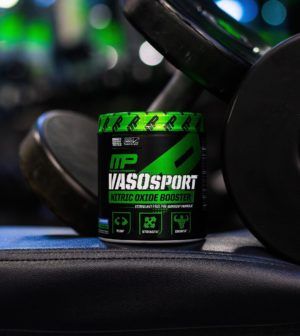 MP
VASOSPORT
NITRIC OXIDE BOOSTER
STIMULANT FREE PRE-WORKOUT FORMULA
PUMP STRENGTH GROWTH